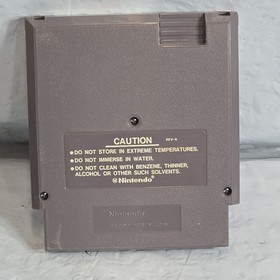 CAUTION REV-A
•DO NOT STORE IN EXTREME TEMPERATURES.
•DO NOT IMMERSE IN WATER.
•DO NOT CLEAN WITH BENZENE, THINNER,
ALCOHOL OR OTHER SUCH SOLVENTS.
®Nintendo
Nintendo